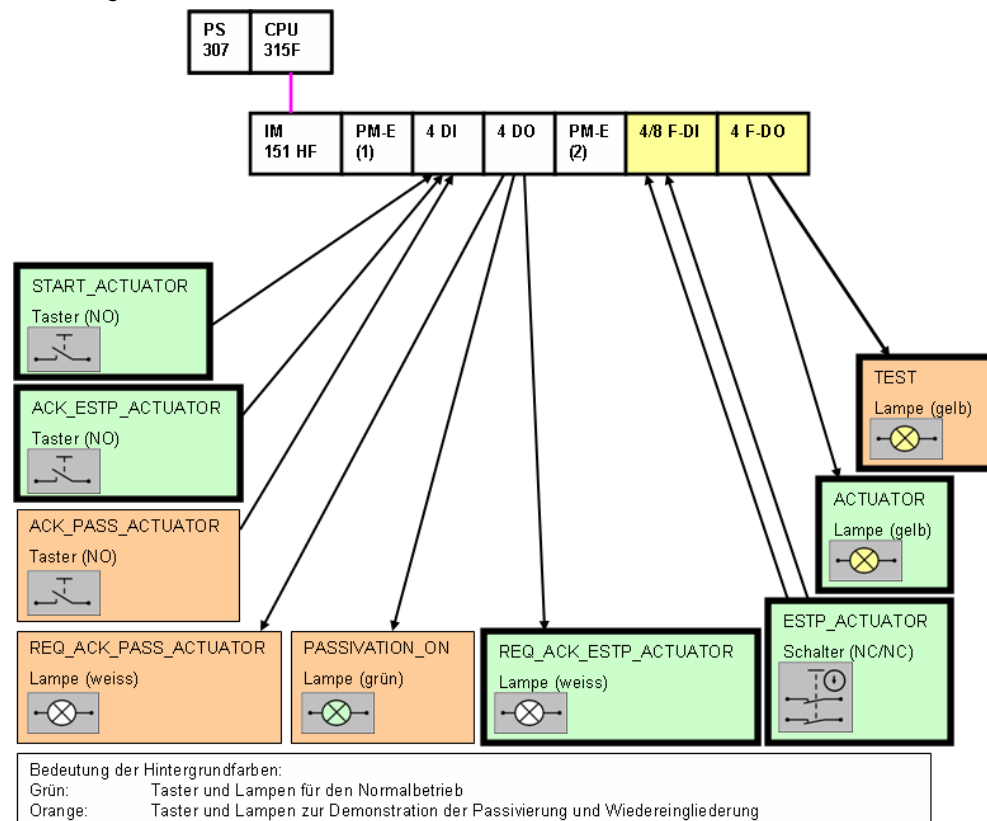 PS
307
CPU
315F
IM
151 HF
PM-E
(1)
4 DI
4 DO
PM-E
(2)
4/8 F-DI
4 F-DO
START_ACTUATOR
Taster (NO)
ACK_ESTP_ACTUATOR
Taster (NO)
ACK_PASS_ACTUATOR
Taster (NO)
REQ_ACK_PASS_ACTUATOR
Lampe (weiss)
PASSIVATION_ON
Lampe (grün)
REQ_ACK_ESTP_ACTUATOR
Lampe (weiss)
TEST
Lampe (gelb)
ACTUATOR
Lampe (gelb)
ESTP_ACTUATOR
Schalter (NC/NC)
Bedeutung der Hintergrundfarben:
Grün: Taster und Lampen für den Normalbetrieb
Orange: Taster und Lampen zur Demonstration der Passivierung und Wiedereingliederung